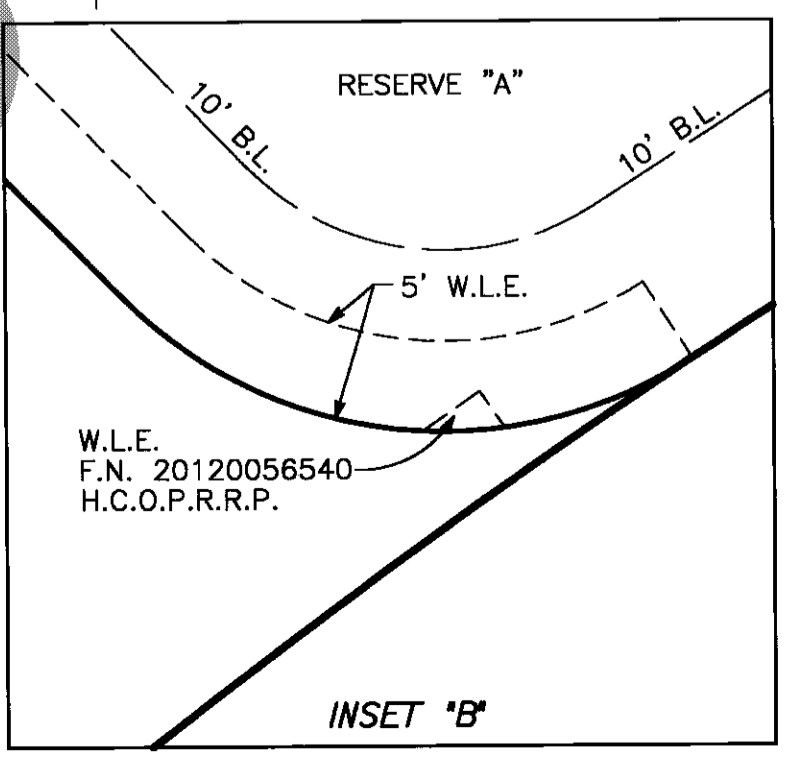 RESERVE "A"
10' B.L.
10' B.L.
5' W.L.E.
W.L.E.
F.N. 20120056540
H.C.O.P.R.R.P.
INSET "B"